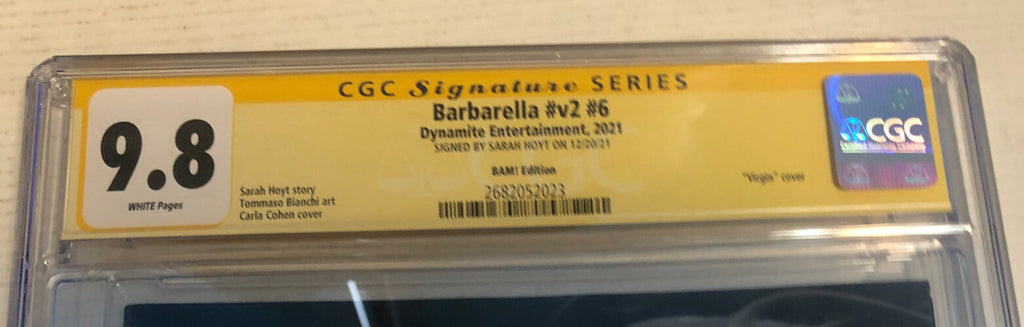 CGC Signature SERIES
Barbarella #v2 #6
Dynamite Entertainment, 2021
SIGNED BY SARAH HOYT ON 12/20/21
BAM! Edition
2682052023
9.8
WHITE Pages
Sarah Hoyt story
Tommaso Bianchi art
Carla Cohen cover
"Virgin" cover
CGC